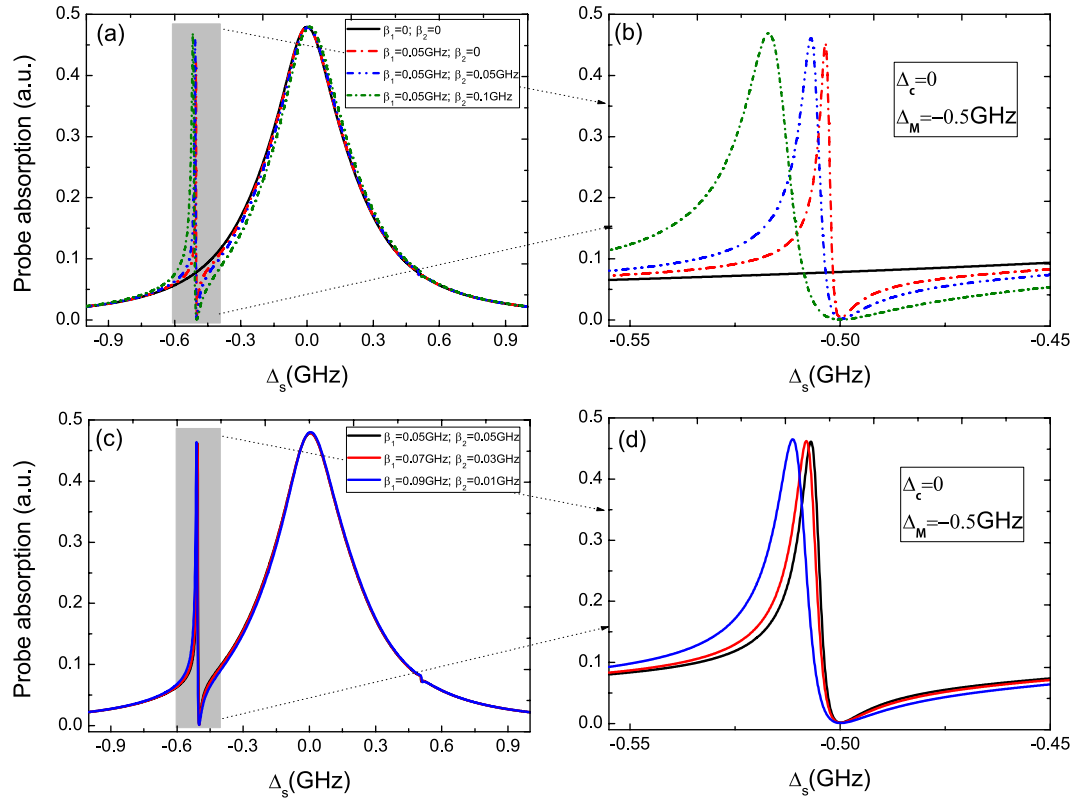 (a)
β₁=0; β₂=0
β₁=0.05GHz; β₂=0
β₁=0.05GHz; β₂=0.05GHz
β₁=0.05GHz; β₂=0.1GHz
Probe absorption (a.u.)
0.5
0.4
0.3
0.2
0.1
0.0
-0.9 -0.6 -0.3 0.0 0.3 0.6 0.9
Δₛ(GHz)
(b)
Δ_c=0
Δ_M=−0.5GHz
0.5
0.4
0.3
0.2
0.1
0.0
-0.55 -0.50 -0.45
Δₛ(GHz)
(c)
β₁=0.05GHz; β₂=0.05GHz
β₁=0.07GHz; β₂=0.03GHz
β₁=0.09GHz; β₂=0.01GHz
Probe absorption (a.u.)
0.5
0.4
0.3
0.2
0.1
0.0
-0.9 -0.6 -0.3 0.0 0.3 0.6 0.9
Δₛ(GHz)
(d)
Δ_c=0
Δ_M=−0.5GHz
0.5
0.4
0.3
0.2
0.1
0.0
-0.55 -0.50 -0.45
Δₛ(GHz)